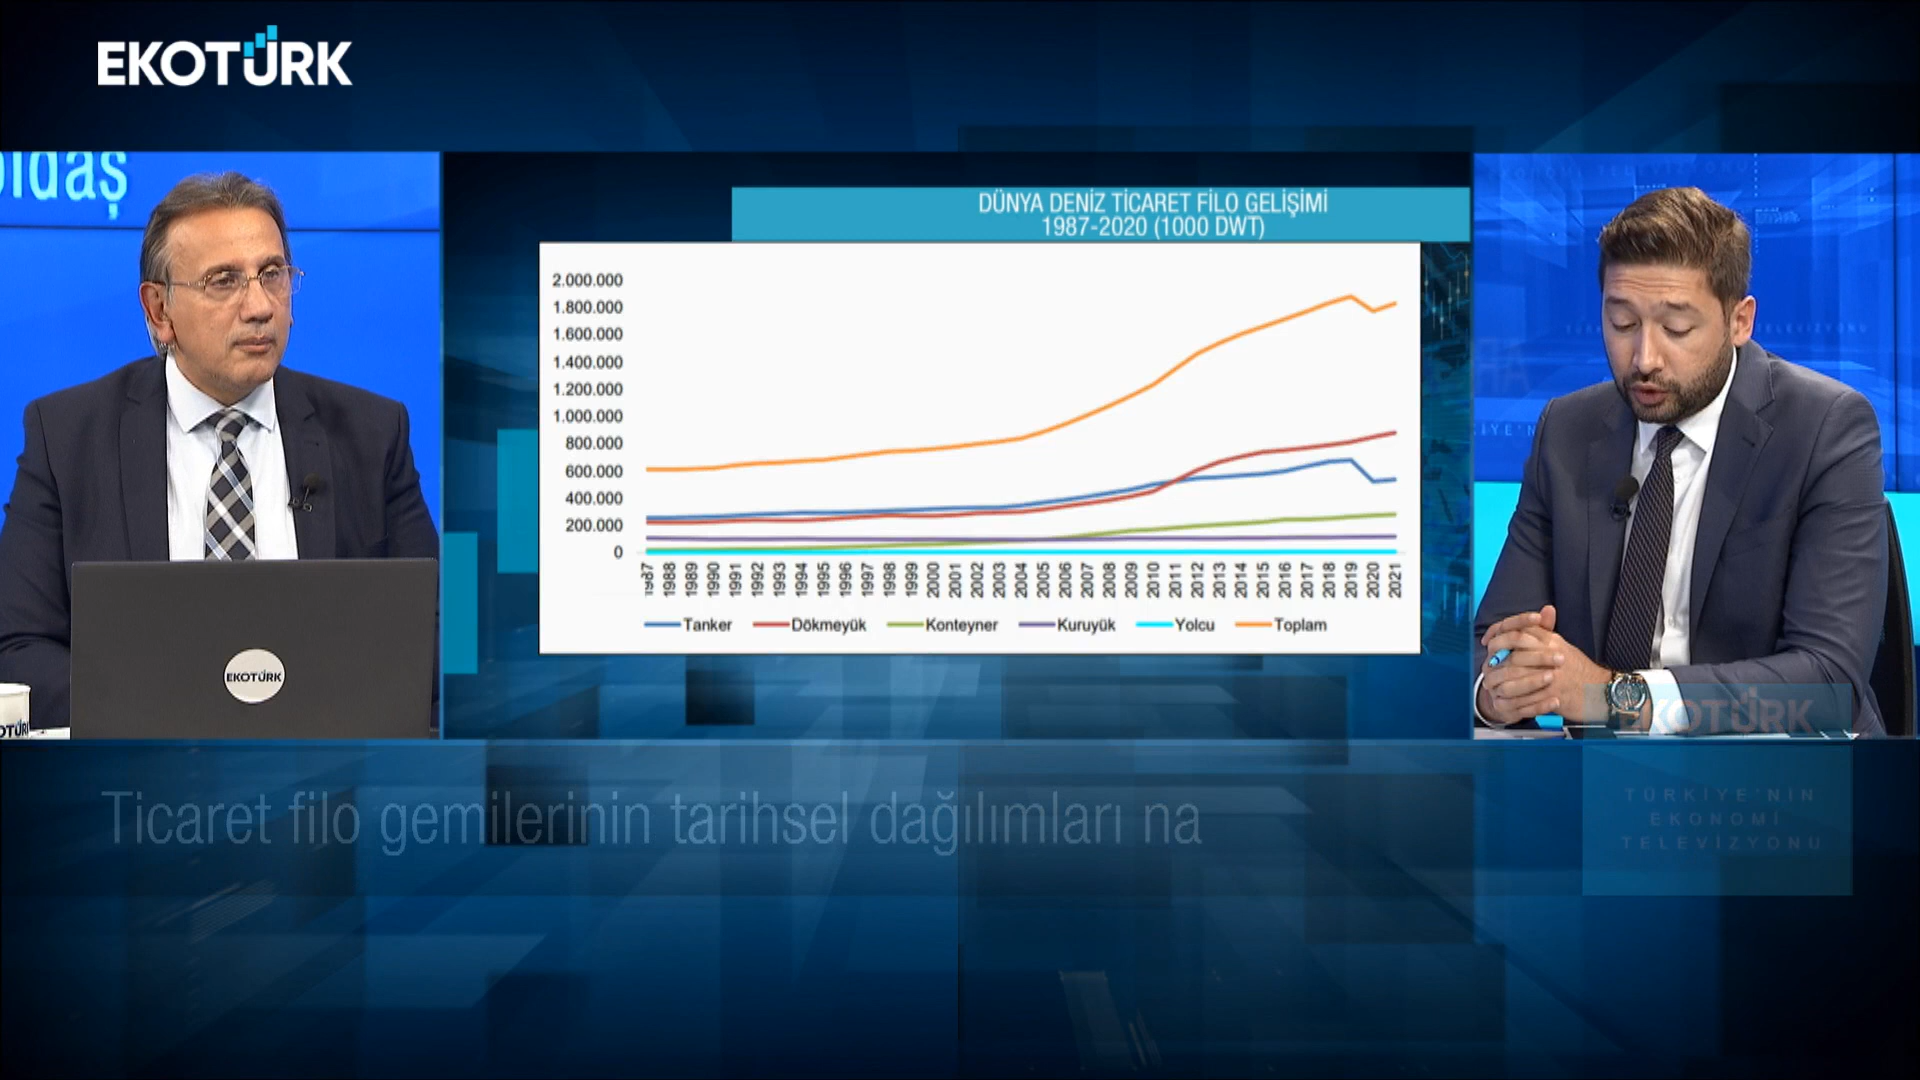 EKOTÜRK
DÜNYA DENİZ TİCARET FİLO GELİŞİMİ
1987-2020 (1000 DWT)
2.000.000
1.800.000
1.600.000
1.400.000
1.200.000
1.000.000
800.000
600.000
400.000
200.000
0
1987 1988 1989 1990 1991 1992 1993 1994 1995 1996 1997 1998 1999 2000 2001 2002 2003 2004 2005 2006 2007 2008 2009 2010 2011 2012 2013 2014 2015 2016 2017 2018 2019 2020 2021
Tanker Dökmeyük Konteyner Kuruyük Yolcu Toplam
EKOTÜRK
EKOTÜRK
Ticaret filo gemilerinin tarihsel dağılımları na
TÜRKİYE'NİN
EKONOMİ
TELEVİZYONU